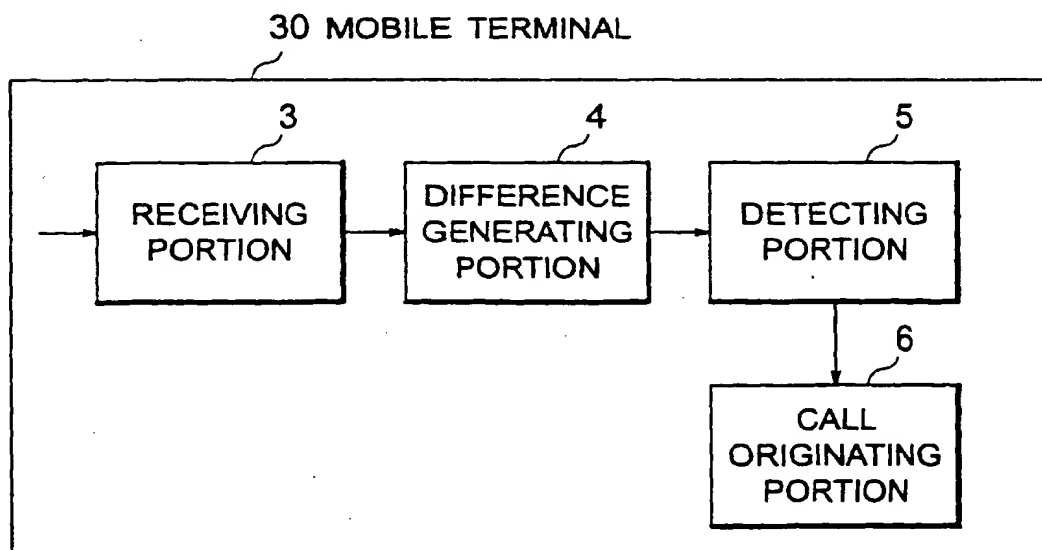 30 MOBILE TERMINAL
3
4
5
RECEIVING
PORTION
DIFFERENCE
GENERATING
PORTION
DETECTING
PORTION
6
CALL
ORIGINATING
PORTION